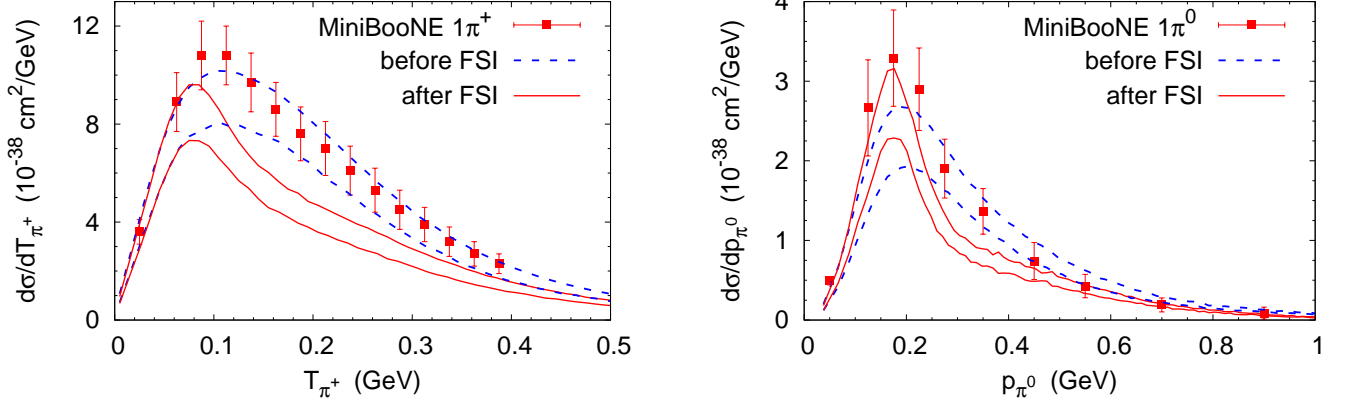 MiniBooNE 1π⁺
before FSI
after FSI
dσ/dT_π⁺ (10⁻³⁸ cm²/GeV)
12
8
4
0
0 0.1 0.2 0.3 0.4 0.5
T_π⁺ (GeV)
MiniBooNE 1π⁰
before FSI
after FSI
dσ/dp_π⁰ (10⁻³⁸ cm²/GeV)
4
3
2
1
0
0 0.2 0.4 0.6 0.8 1
p_π⁰ (GeV)